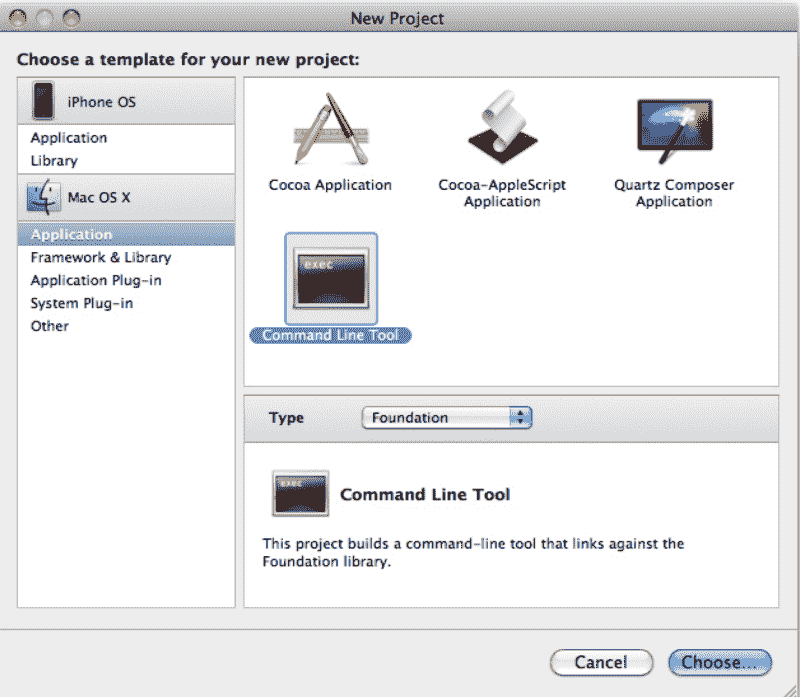 New Project
Choose a template for your new project:
iPhone OS
Application
Library
Mac OS X
Application
Framework & Library
Application Plug-in
System Plug-in
Other
Cocoa Application
Cocoa-AppleScript
Application
Quartz Composer
Application
exec
Command Line Tool
Type
Foundation
exec
Command Line Tool
This project builds a command-line tool that links against the
Foundation library.
Cancel
Choose...